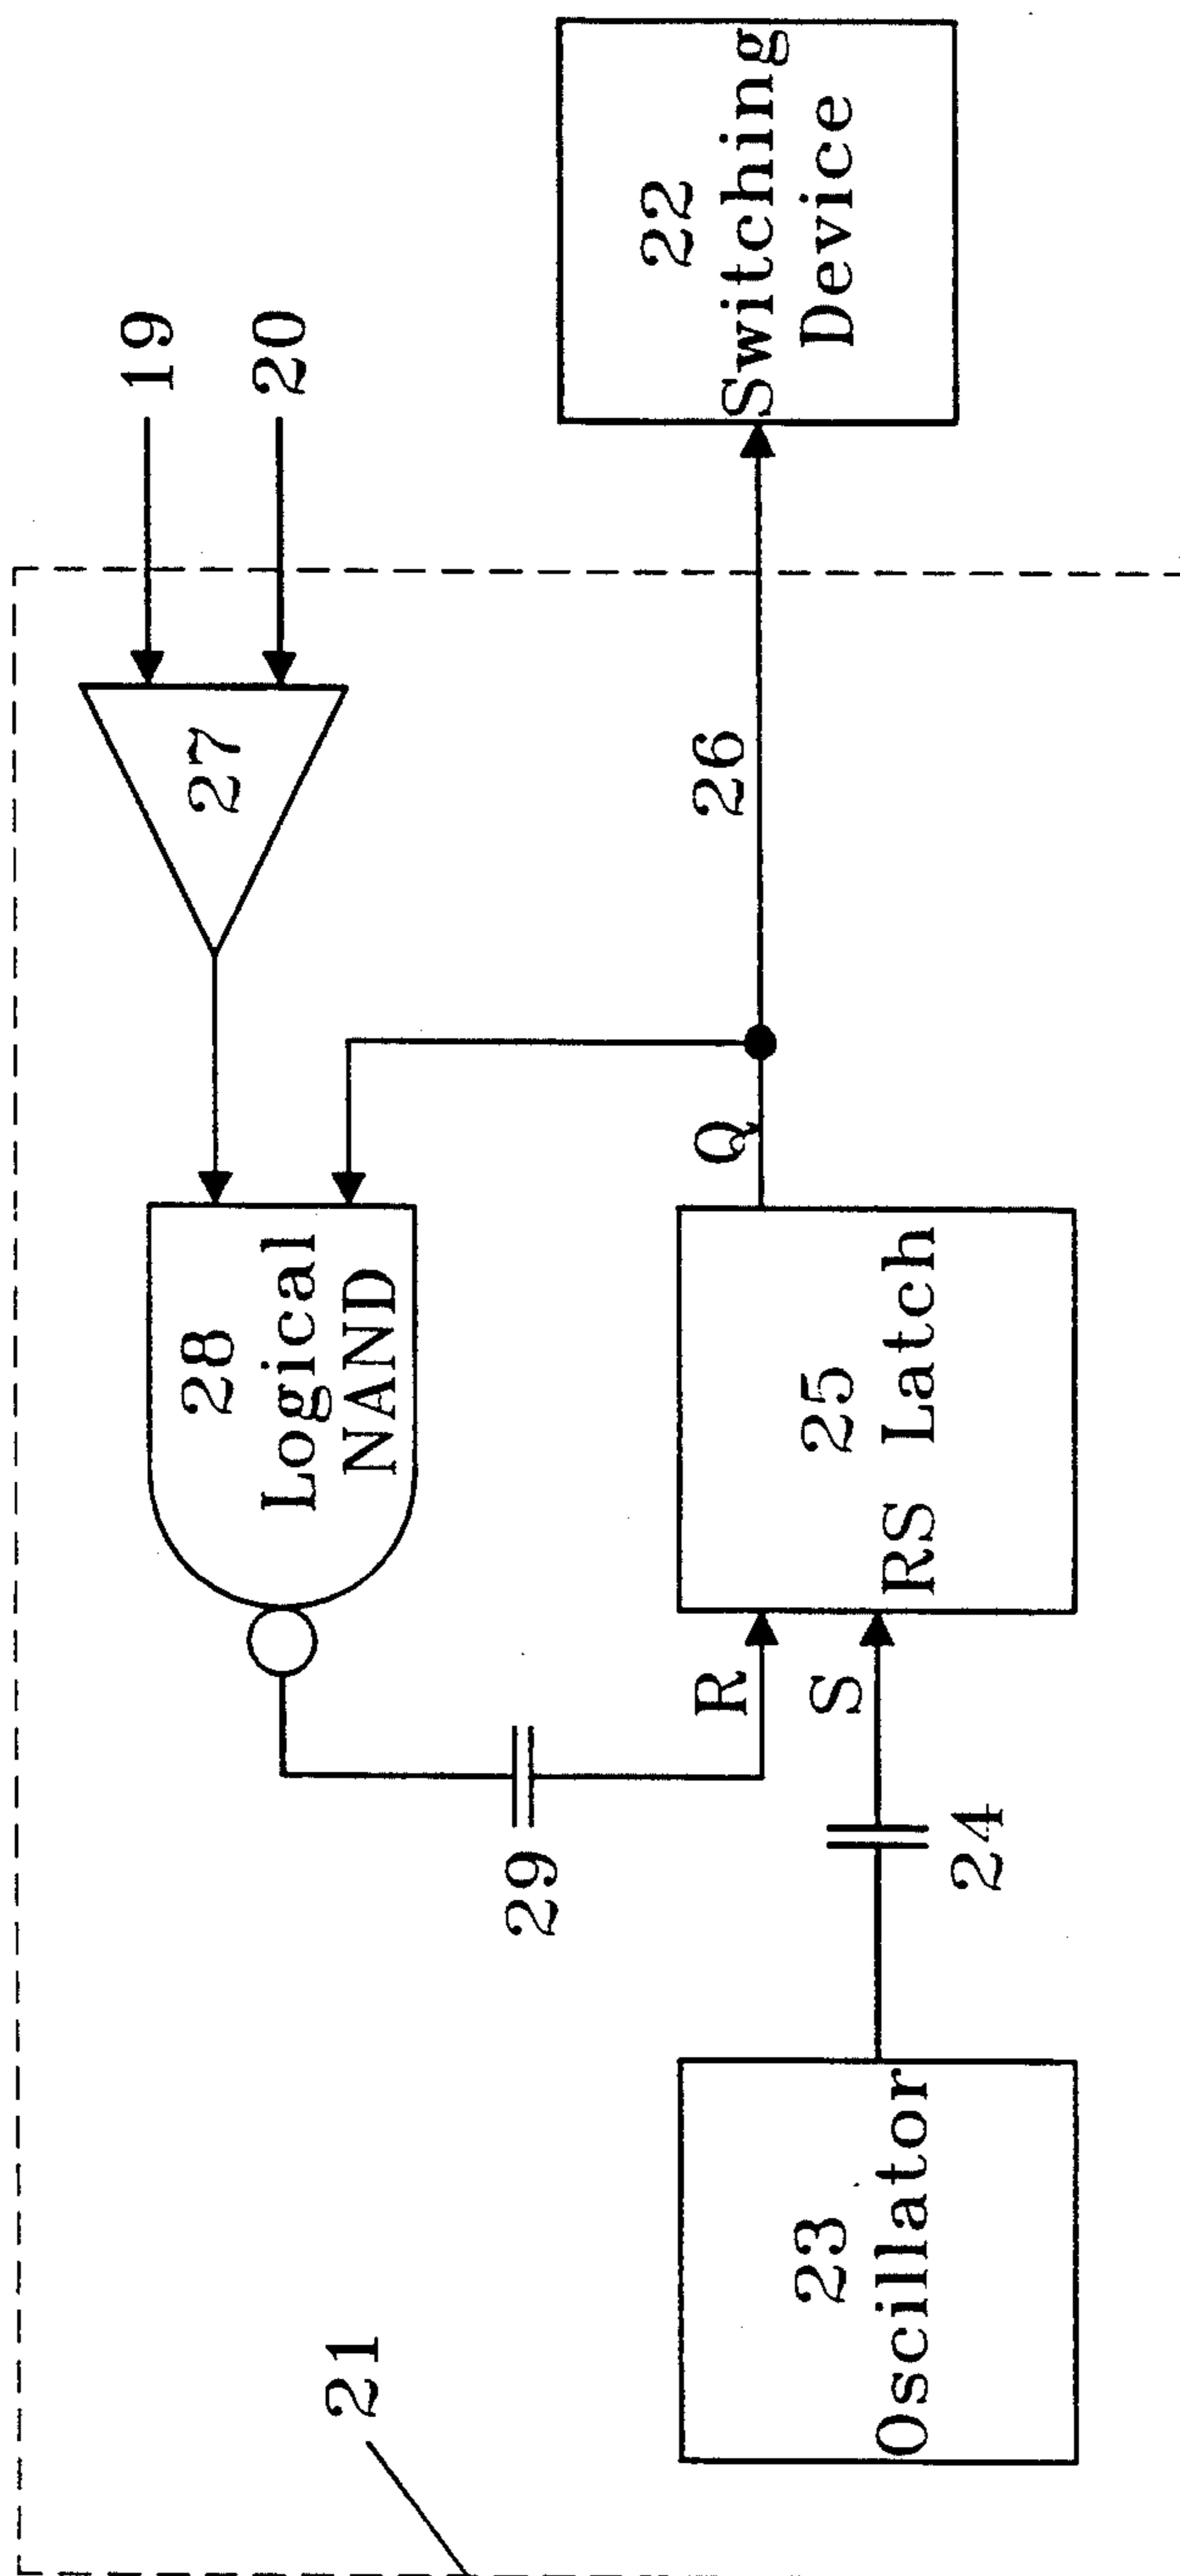 21
23
Oscillator
24
S
R
29
25
RS Latch
Q
28
Logical
NAND
26
27
19
20
22
Switching
Device